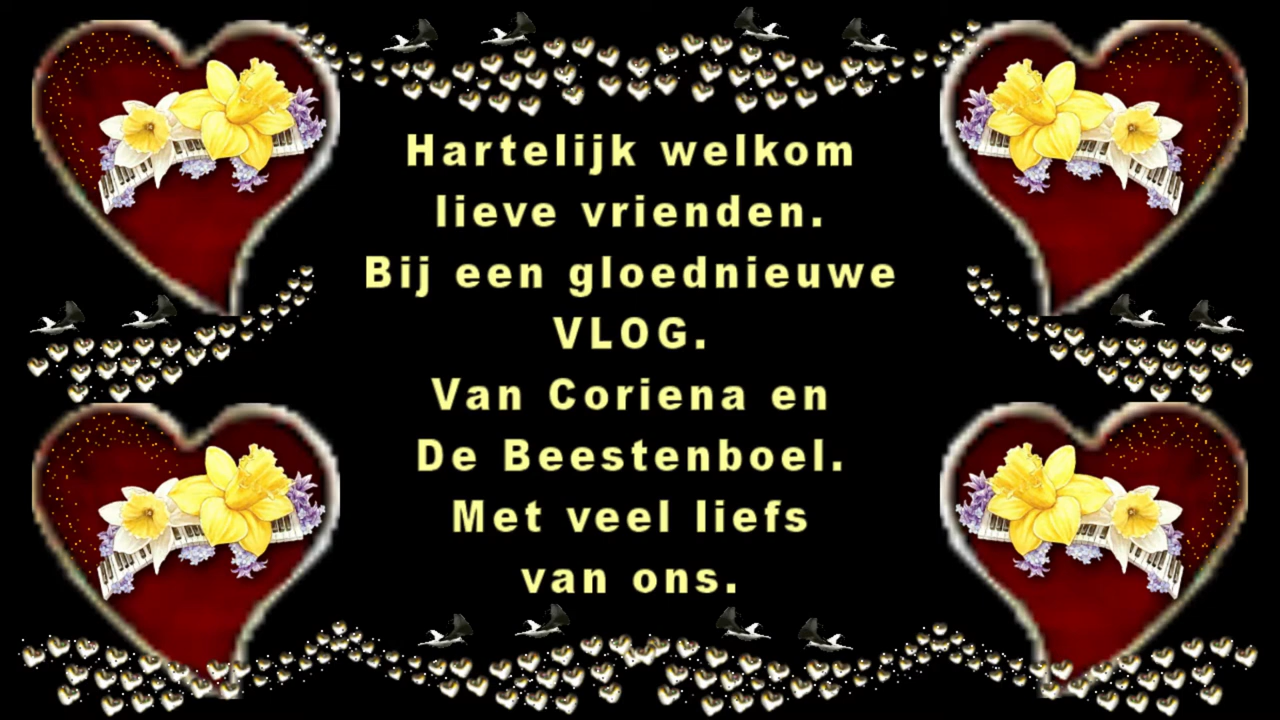 Hartelijk welkom
lieve vrienden.
Bij een gloednieuwe
VLOG.
Van Coriena en
De Beestenboel.
Met veel liefs
van ons.